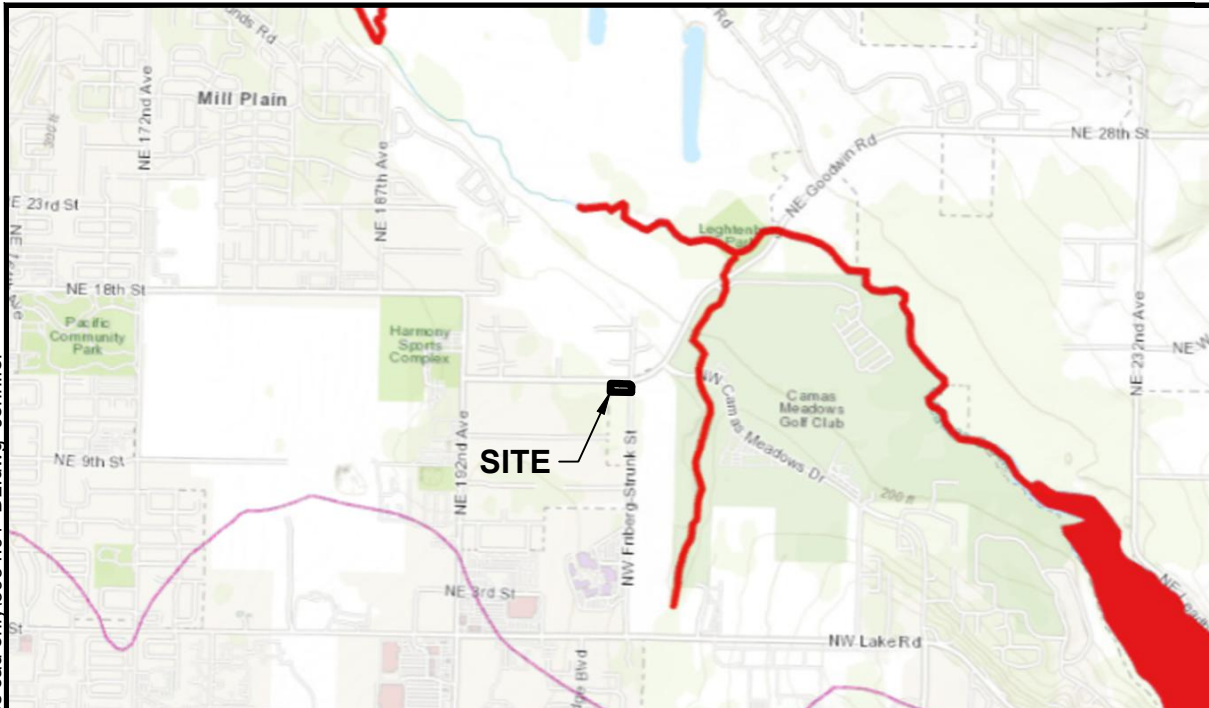 Rd
Mill Plain
NE 172nd Ave
NE 187th Ave
NE 28th St
NE Goodwin Rd
E 23rd St
NE 18th St
Pacific
Community
Park
Harmony
Sports
Complex
NE 232nd Ave
NW Camas Meadows Dr
Camas
Meadows
Golf Club
SITE
NE 9th St
NE 192nd Ave
NW Friberg-Strunk St
200 ft
NE 3rd St
St
NW Lake Rd